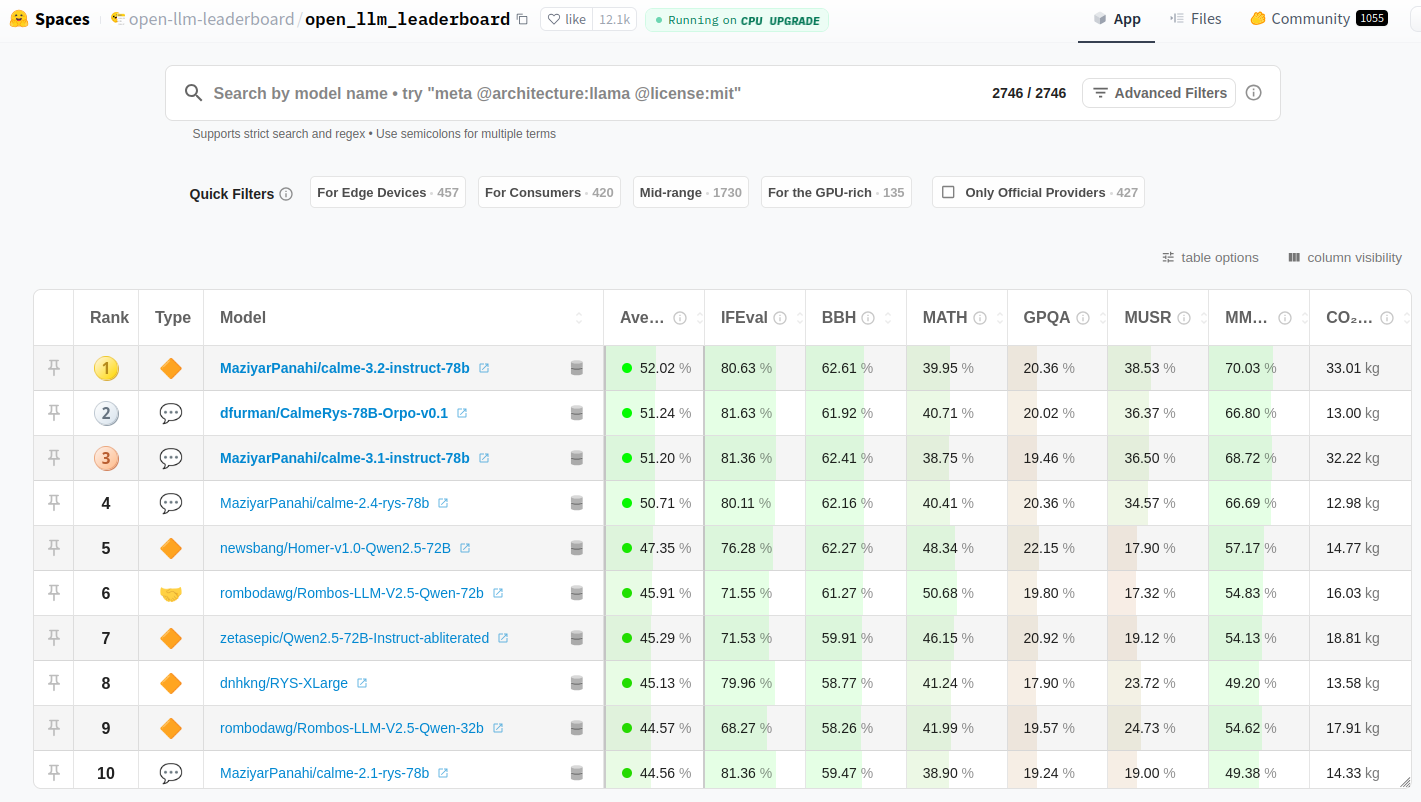 Spaces open-llm-leaderboard/open_llm_leaderboard like 12.1k Running on CPU UPGRADE App Files Community 1055
Search by model name • try "meta @architecture:llama @license:mit" 2746 / 2746 Advanced Filters
Supports strict search and regex • Use semicolons for multiple terms
Quick Filters For Edge Devices · 457 For Consumers · 420 Mid-range · 1730 For the GPU-rich · 135 Only Official Providers · 427
table options column visibility
Rank Type Model Ave... IFEval BBH MATH GPQA MUSR MM... CO₂...
1 MaziyarPanahi/calme-3.2-instruct-78b 52.02 % 80.63 % 62.61 % 39.95 % 20.36 % 38.53 % 70.03 % 33.01 kg
2 dfurman/CalmeRys-78B-Orpo-v0.1 51.24 % 81.63 % 61.92 % 40.71 % 20.02 % 36.37 % 66.80 % 13.00 kg
3 MaziyarPanahi/calme-3.1-instruct-78b 51.20 % 81.36 % 62.41 % 38.75 % 19.46 % 36.50 % 68.72 % 32.22 kg
4 MaziyarPanahi/calme-2.4-rys-78b 50.71 % 80.11 % 62.16 % 40.41 % 20.36 % 34.57 % 66.69 % 12.98 kg
5 newsbang/Homer-v1.0-Qwen2.5-72B 47.35 % 76.28 % 62.27 % 48.34 % 22.15 % 17.90 % 57.17 % 14.77 kg
6 rombodawg/Rombos-LLM-V2.5-Qwen-72b 45.91 % 71.55 % 61.27 % 50.68 % 19.80 % 17.32 % 54.83 % 16.03 kg
7 zetasepic/Qwen2.5-72B-Instruct-abliterated 45.29 % 71.53 % 59.91 % 46.15 % 20.92 % 19.12 % 54.13 % 18.81 kg
8 dnhkng/RYS-XLarge 45.13 % 79.96 % 58.77 % 41.24 % 17.90 % 23.72 % 49.20 % 13.58 kg
9 rombodawg/Rombos-LLM-V2.5-Qwen-32b 44.57 % 68.27 % 58.26 % 41.99 % 19.57 % 24.73 % 54.62 % 17.91 kg
10 MaziyarPanahi/calme-2.1-rys-78b 44.56 % 81.36 % 59.47 % 38.90 % 19.24 % 19.00 % 49.38 % 14.33 kg